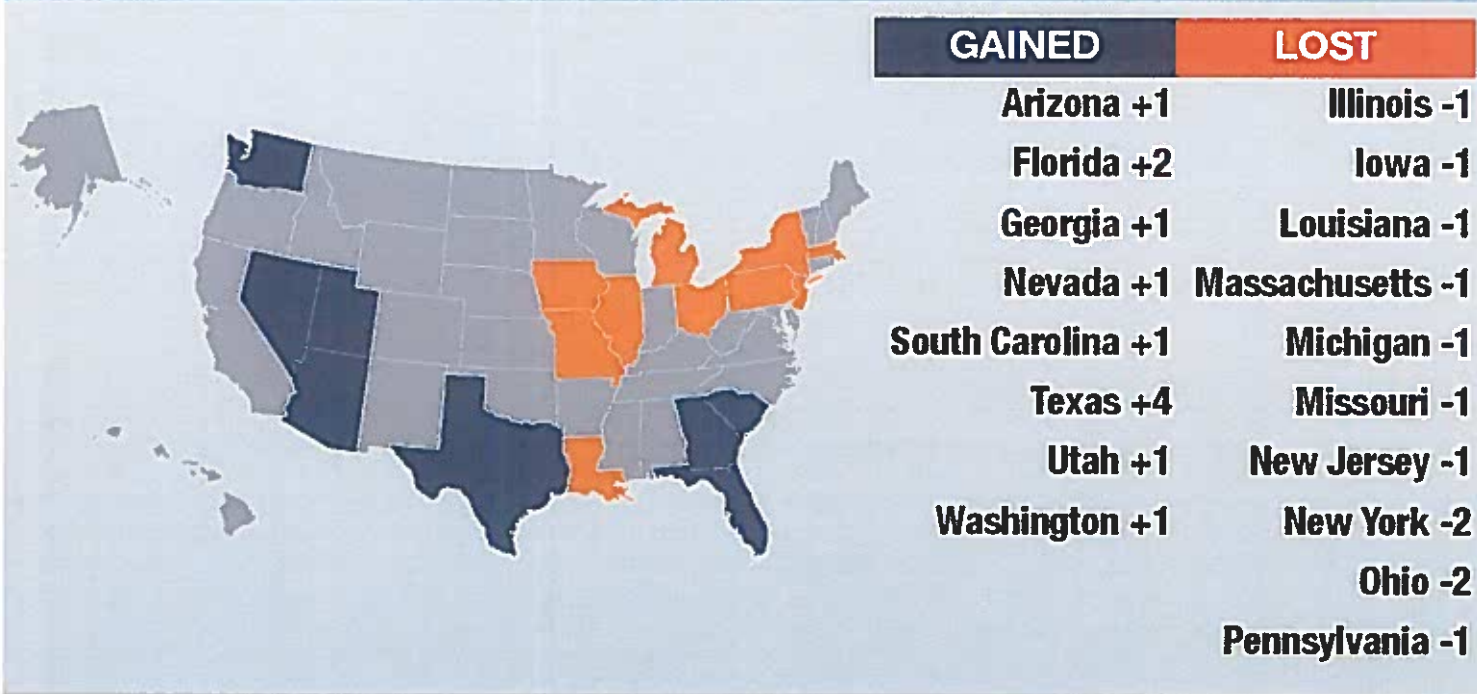 GAINED LOST
Arizona +1 Illinois -1
Florida +2 Iowa -1
Georgia +1 Louisiana -1
Nevada +1 Massachusetts -1
South Carolina +1 Michigan -1
Texas +4 Missouri -1
Utah +1 New Jersey -1
Washington +1 New York -2
Ohio -2
Pennsylvania -1